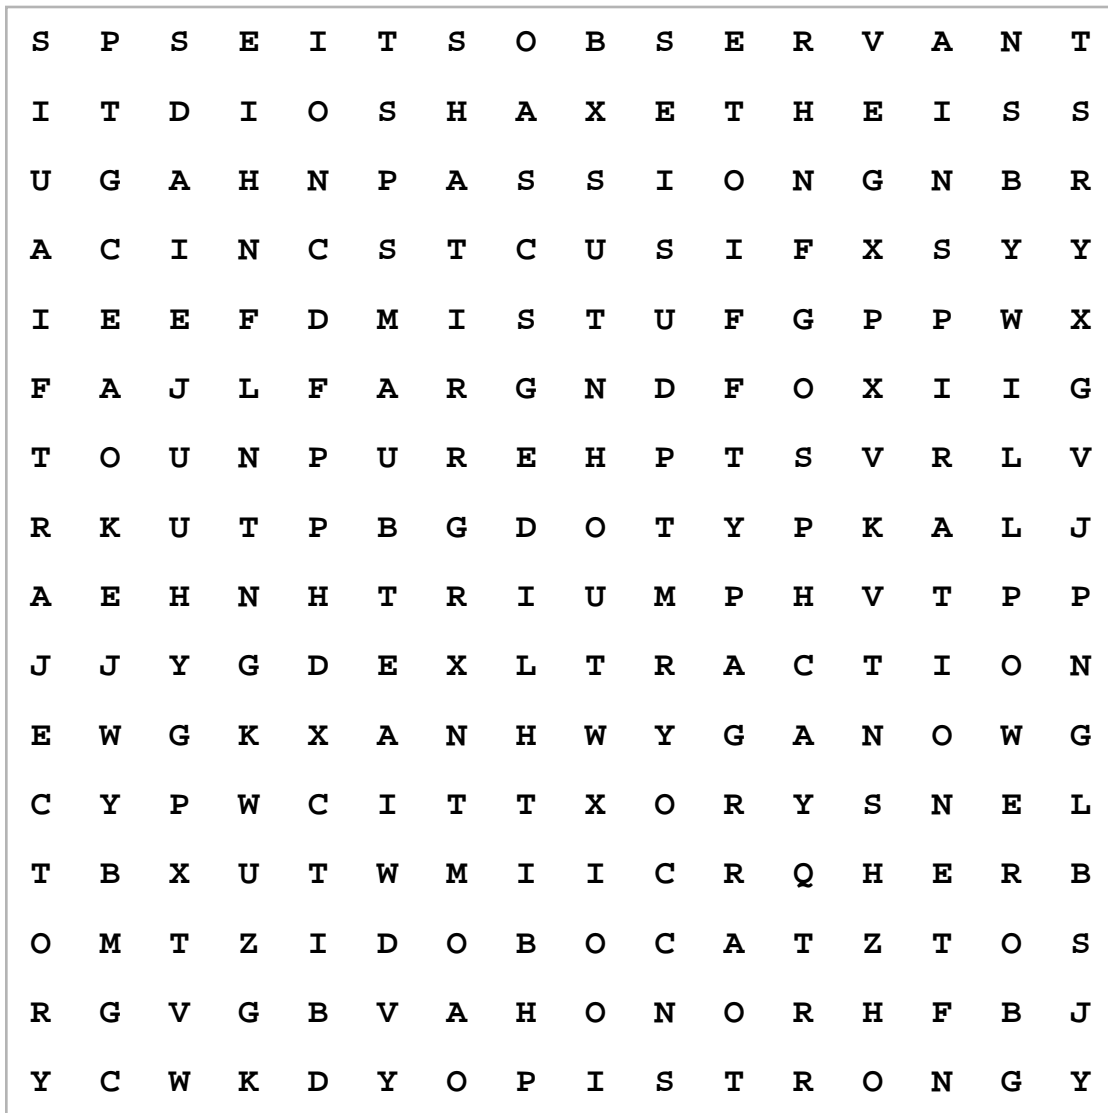 S P S E I T S O B S E R V A N T
I T D I O S H A X E T H E I S S
U G A H N P A S S I O N G N B R
A C I N C S T C U S I F X S Y Y
I E E F D M I S T U F G P P W X
F A J L F A R G N D F O X I I G
T O U N P U R E H P T S V R L V
R K U T P B G D O T Y P K A L J
A E H N H T R I U M P H V T P P
J J Y G D E X L T R A C T I O N
E W G K X A N H W Y G A N O W G
C Y P W C I T T X O R Y S N E L
T B X U T W M I I C R Q H E R B
O M T Z I D O B O C A T Z T O S
R G V G B V A H O N O R H F B J
Y C W K D Y O P I S T R O N G Y